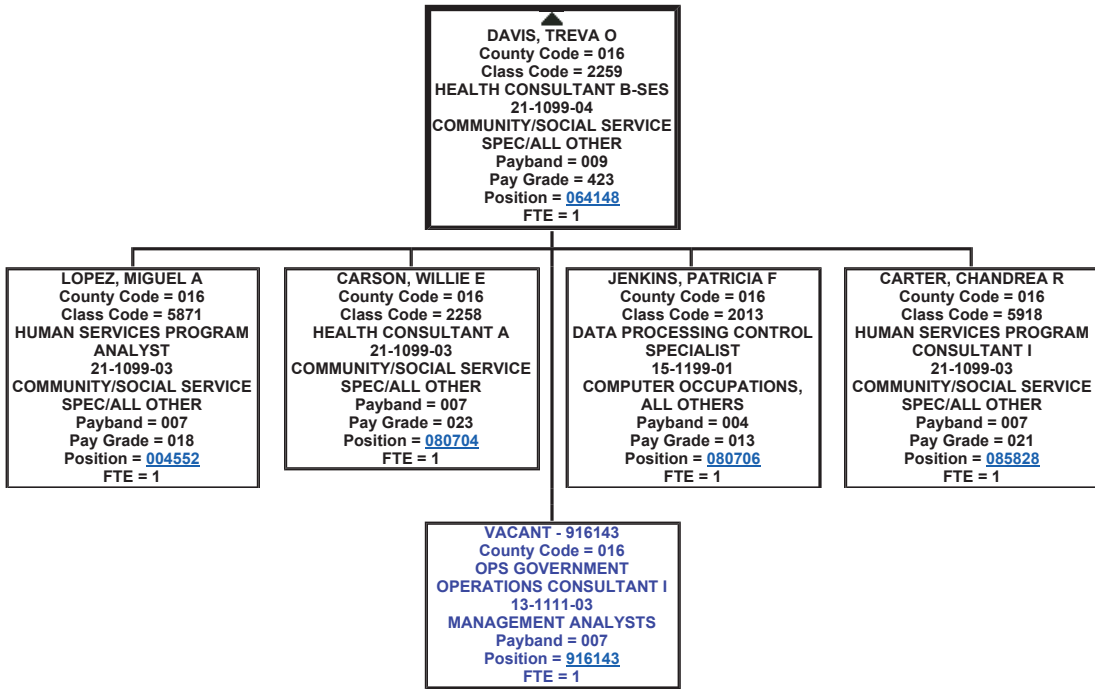 DAVIS, TREVA O
County Code = 016
Class Code = 2259
HEALTH CONSULTANT B-SES
21-1099-04
COMMUNITY/SOCIAL SERVICE
SPEC/ALL OTHER
Payband = 009
Pay Grade = 423
Position = 064148
FTE = 1
LOPEZ, MIGUEL A
County Code = 016
Class Code = 5871
HUMAN SERVICES PROGRAM
ANALYST
21-1099-03
COMMUNITY/SOCIAL SERVICE
SPEC/ALL OTHER
Payband = 007
Pay Grade = 018
Position = 004552
FTE = 1
CARSON, WILLIE E
County Code = 016
Class Code = 2258
HEALTH CONSULTANT A
21-1099-03
COMMUNITY/SOCIAL SERVICE
SPEC/ALL OTHER
Payband = 007
Pay Grade = 023
Position = 080704
FTE = 1
JENKINS, PATRICIA F
County Code = 016
Class Code = 2013
DATA PROCESSING CONTROL
SPECIALIST
15-1199-01
COMPUTER OCCUPATIONS,
ALL OTHERS
Payband = 004
Pay Grade = 013
Position = 080706
FTE = 1
CARTER, CHANDREA R
County Code = 016
Class Code = 5918
HUMAN SERVICES PROGRAM
CONSULTANT I
21-1099-03
COMMUNITY/SOCIAL SERVICE
SPEC/ALL OTHER
Payband = 007
Pay Grade = 021
Position = 085828
FTE = 1
VACANT - 916143
County Code = 016
OPS GOVERNMENT
OPERATIONS CONSULTANT I
13-1111-03
MANAGEMENT ANALYSTS
Payband = 007
Position = 916143
FTE = 1